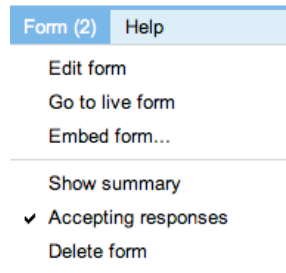 Form (2) Help
Edit form
Go to live form
Embed form...
Show summary
Accepting responses
Delete form